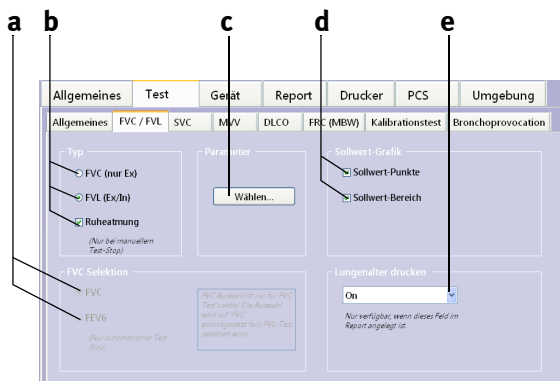 a b c d e
Allgemeines Test Gerät Report Drucker PCS Umgebung
Allgemeines FVC / FVL SVC MVV DLCO FRC (MBW) Kalibrationstest Bronchoprovocation
Typ
FVC (nur Ex)
FVL (Ex/In)
Ruheatmung
(Nur bei manuellem
Test-Stop)
Parameter
Wählen...
Sollwert-Grafik
Sollwert-Punkte
Sollwert-Bereich
FVC Selektion
FVC
FEV6
(Nur automatischer Test
Stop)
FVC Auswahl ist nur für FVC
Test's aktiv! Die Auswahl
wird auf 'FVC'
zurückgesetzt falls FVL-Test
selektiert wird!
Lungenalter drucken
On
Nur verfügbar, wenn dieses Feld im
Report angelegt ist.